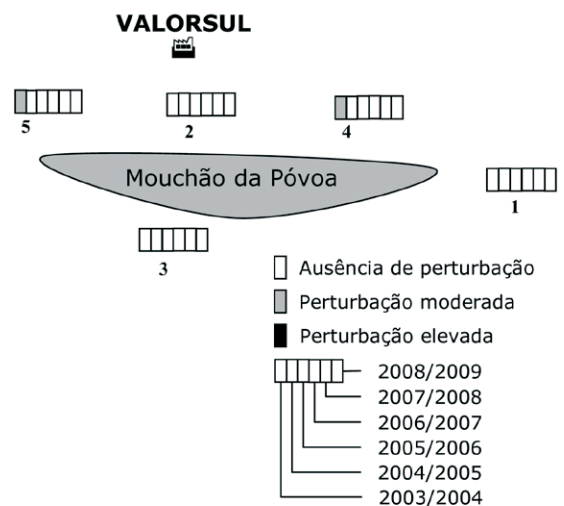 VALORSUL
5
2
4
Mouchão da Póvoa
1
3
Ausência de perturbação
Perturbação moderada
Perturbação elevada
2008/2009
2007/2008
2006/2007
2005/2006
2004/2005
2003/2004